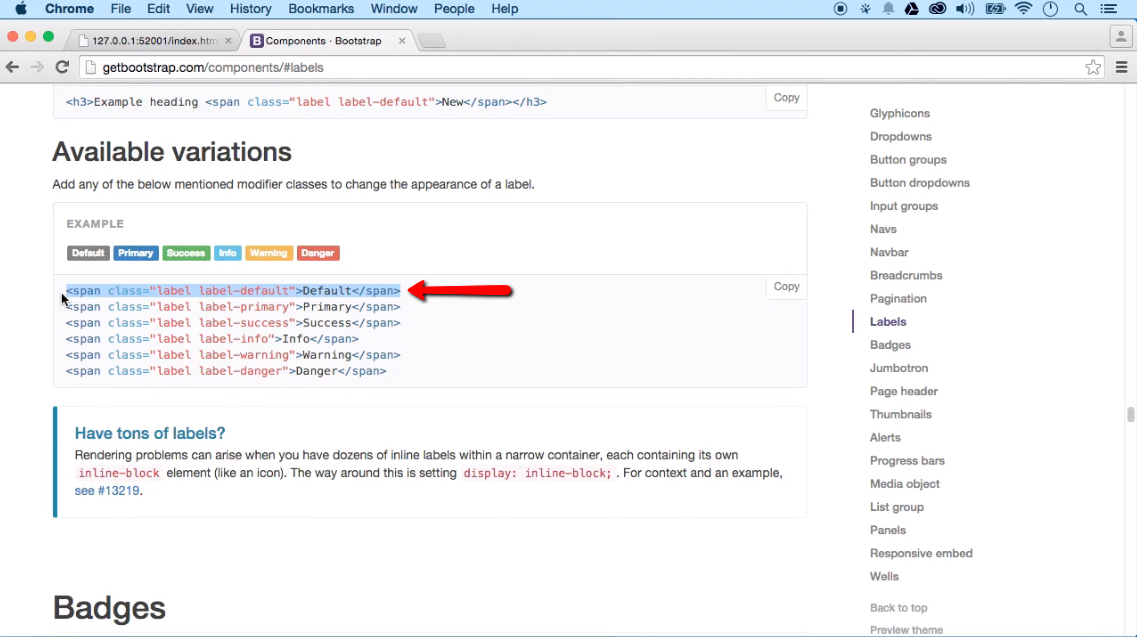 Chrome File Edit View History Bookmarks Window People Help
127.0.0.1:52001/index.htm
Components · Bootstrap
getbootstrap.com/components/#labels
<h3>Example heading <span class="label label-default">New</span></h3>
Copy
Available variations
Add any of the below mentioned modifier classes to change the appearance of a label.
EXAMPLE
Default Primary Success Info Warning Danger
<span class="label label-default">Default</span>
<span class="label label-primary">Primary</span>
<span class="label label-success">Success</span>
<span class="label label-info">Info</span>
<span class="label label-warning">Warning</span>
<span class="label label-danger">Danger</span>
Copy
Have tons of labels?
Rendering problems can arise when you have dozens of inline labels within a narrow container, each containing its own
inline-block element (like an icon). The way around this is setting display: inline-block; . For context and an example,
see #13219.
Badges
Glyphicons
Dropdowns
Button groups
Button dropdowns
Input groups
Navs
Navbar
Breadcrumbs
Pagination
Labels
Badges
Jumbotron
Page header
Thumbnails
Alerts
Progress bars
Media object
List group
Panels
Responsive embed
Wells
Back to top
Preview theme